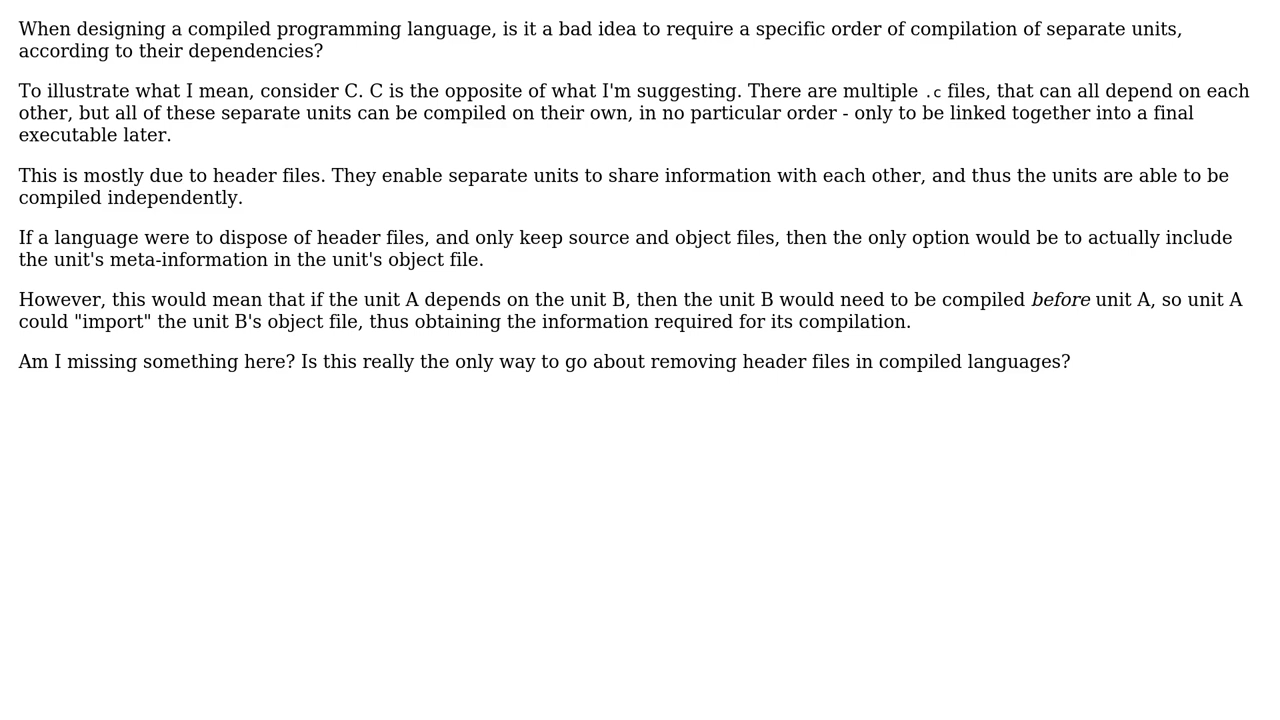 When designing a compiled programming language, is it a bad idea to require a specific order of compilation of separate units,
according to their dependencies?
To illustrate what I mean, consider C. C is the opposite of what I'm suggesting. There are multiple .c files, that can all depend on each
other, but all of these separate units can be compiled on their own, in no particular order - only to be linked together into a final
executable later.
This is mostly due to header files. They enable separate units to share information with each other, and thus the units are able to be
compiled independently.
If a language were to dispose of header files, and only keep source and object files, then the only option would be to actually include
the unit's meta-information in the unit's object file.
However, this would mean that if the unit A depends on the unit B, then the unit B would need to be compiled before unit A, so unit A
could "import" the unit B's object file, thus obtaining the information required for its compilation.
Am I missing something here? Is this really the only way to go about removing header files in compiled languages?